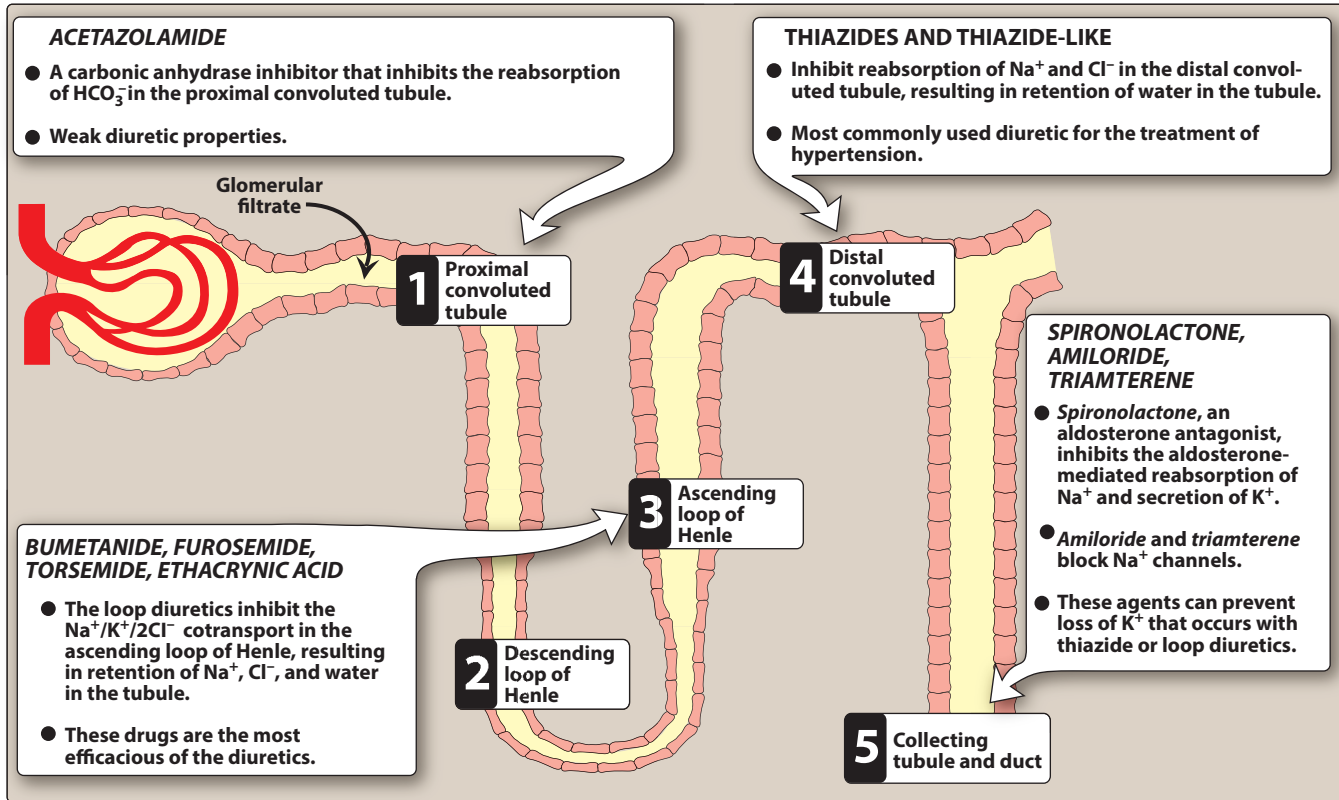 ACETAZOLAMIDE
● A carbonic anhydrase inhibitor that inhibits the reabsorption
of HCO₃⁻ in the proximal convoluted tubule.
● Weak diuretic properties.
THIAZIDES AND THIAZIDE-LIKE
● Inhibit reabsorption of Na⁺ and Cl⁻ in the distal convol-
uted tubule, resulting in retention of water in the tubule.
● Most commonly used diuretic for the treatment of
hypertension.
Glomerular
filtrate
1 Proximal
convoluted
tubule
4 Distal
convoluted
tubule
SPIRONOLACTONE,
AMILORIDE,
TRIAMTERENE
● Spironolactone, an
aldosterone antagonist,
inhibits the aldosterone-
mediated reabsorption of
Na⁺ and secretion of K⁺.
● Amiloride and triamterene
block Na⁺ channels.
● These agents can prevent
loss of K⁺ that occurs with
thiazide or loop diuretics.
3 Ascending
loop of
Henle
BUMETANIDE, FUROSEMIDE,
TORSEMIDE, ETHACRYNIC ACID
● The loop diuretics inhibit the
Na⁺/K⁺/2Cl⁻ cotransport in the
ascending loop of Henle, resulting
in retention of Na⁺, Cl⁻, and water
in the tubule.
● These drugs are the most
efficacious of the diuretics.
2 Descending
loop of
Henle
5 Collecting
tubule and duct